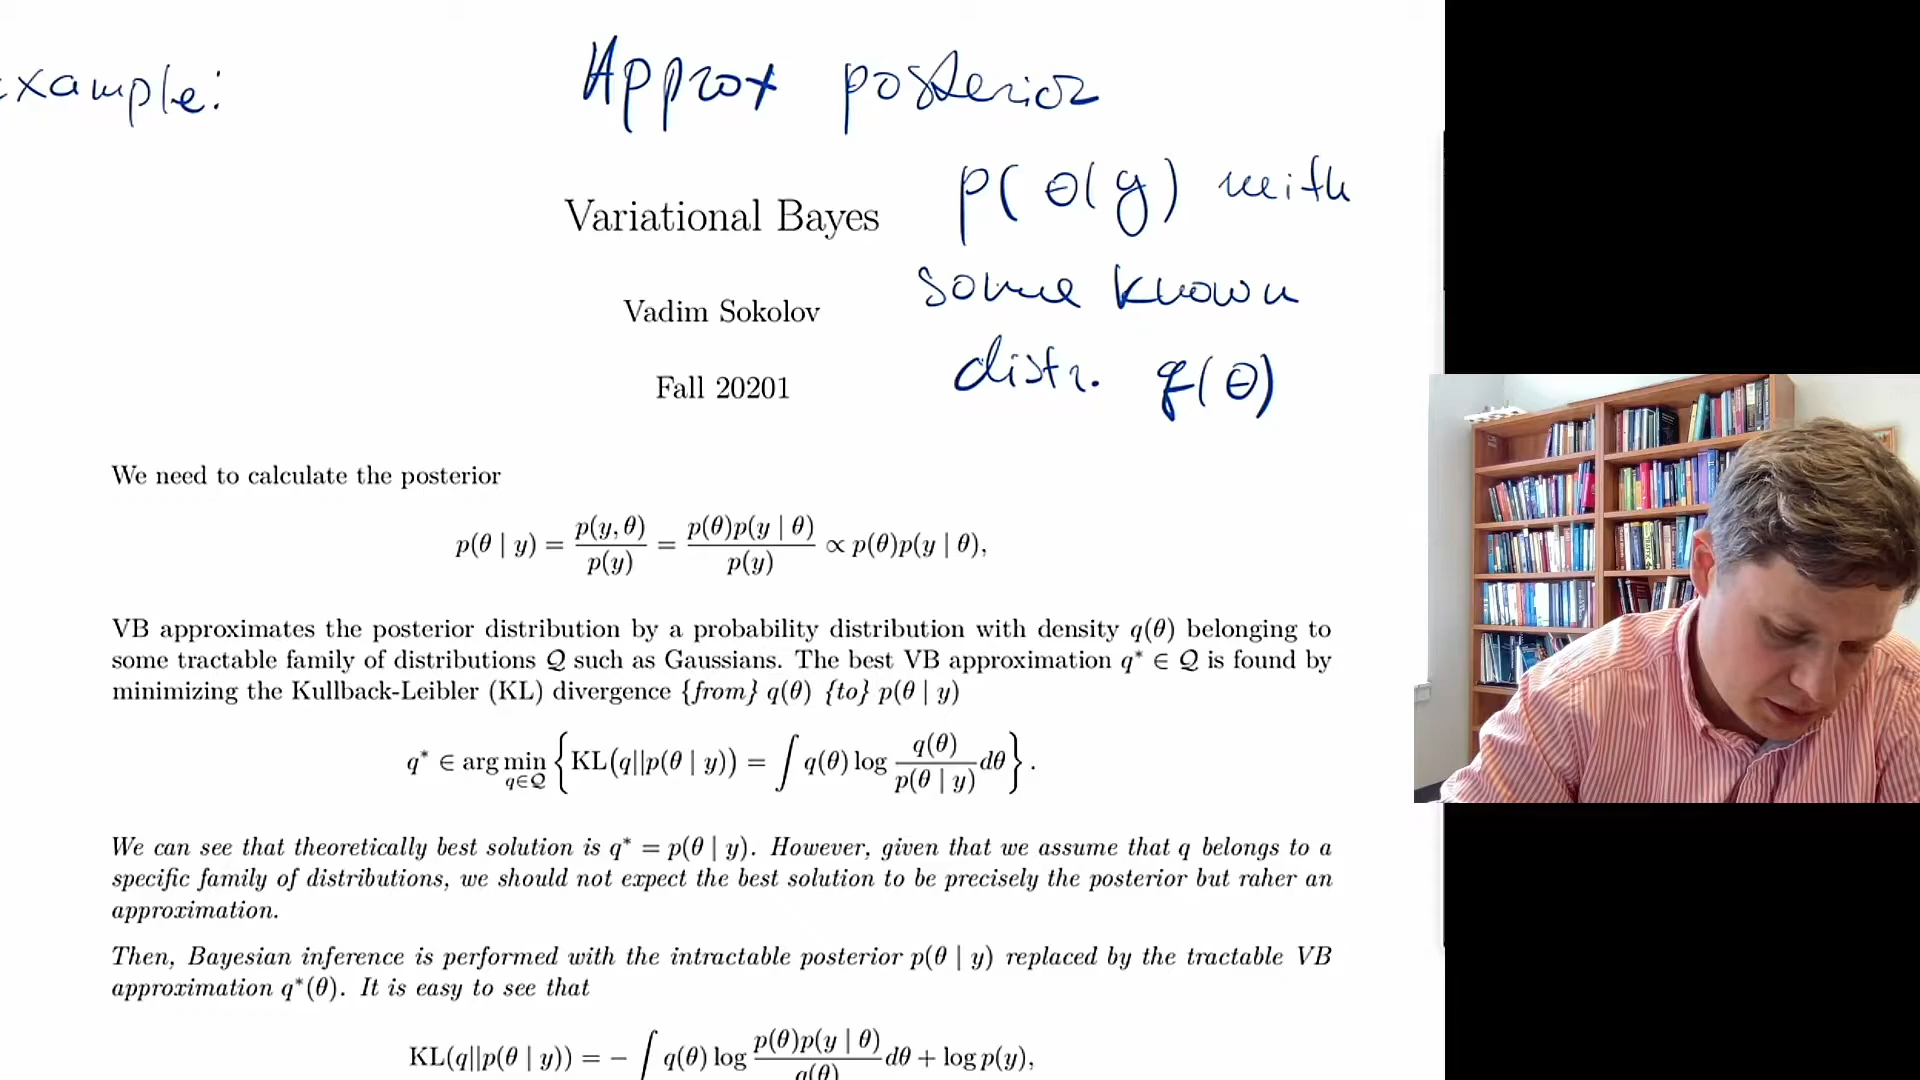 example:
Approx posterior
p(θ|y) with
Variational Bayes
some known
Vadim Sokolov
distr. q(θ)
Fall 20201
We need to calculate the posterior
p(θ | y) = p(y, θ) / p(y) = p(θ)p(y | θ) / p(y) ∝ p(θ)p(y | θ),
VB approximates the posterior distribution by a probability distribution with density q(θ) belonging to
some tractable family of distributions Q such as Gaussians. The best VB approximation q* ∈ Q is found by
minimizing the Kullback-Leibler (KL) divergence {from} q(θ) {to} p(θ | y)
q* ∈ arg min q∈Q { KL(q||p(θ | y)) = ∫ q(θ) log q(θ) / p(θ | y) dθ } .
We can see that theoretically best solution is q* = p(θ | y). However, given that we assume that q belongs to a
specific family of distributions, we should not expect the best solution to be precisely the posterior but raher an
approximation.
Then, Bayesian inference is performed with the intractable posterior p(θ | y) replaced by the tractable VB
approximation q*(θ). It is easy to see that
KL(q||p(θ | y)) = − ∫ q(θ) log p(θ)p(y | θ) / q(θ) dθ + log p(y),